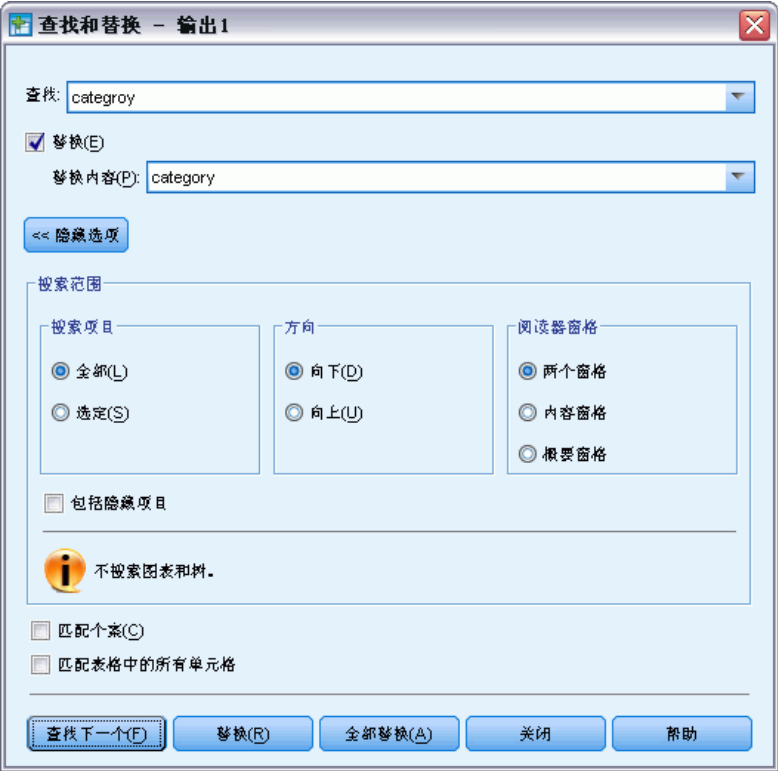 查找和替换 - 输出1
查找: categroy
替换(E)
替换内容(P): category
<< 隐藏选项
搜索范围
搜索项目 方向 阅读器窗格
全部(L) 向下(D) 两个窗格
选定(S) 向上(U) 内容窗格
概要窗格
包括隐藏项目
不搜索图表和树。
匹配个案(C)
匹配表格中的所有单元格
查找下一个(F) 替换(R) 全部替换(A) 关闭 帮助